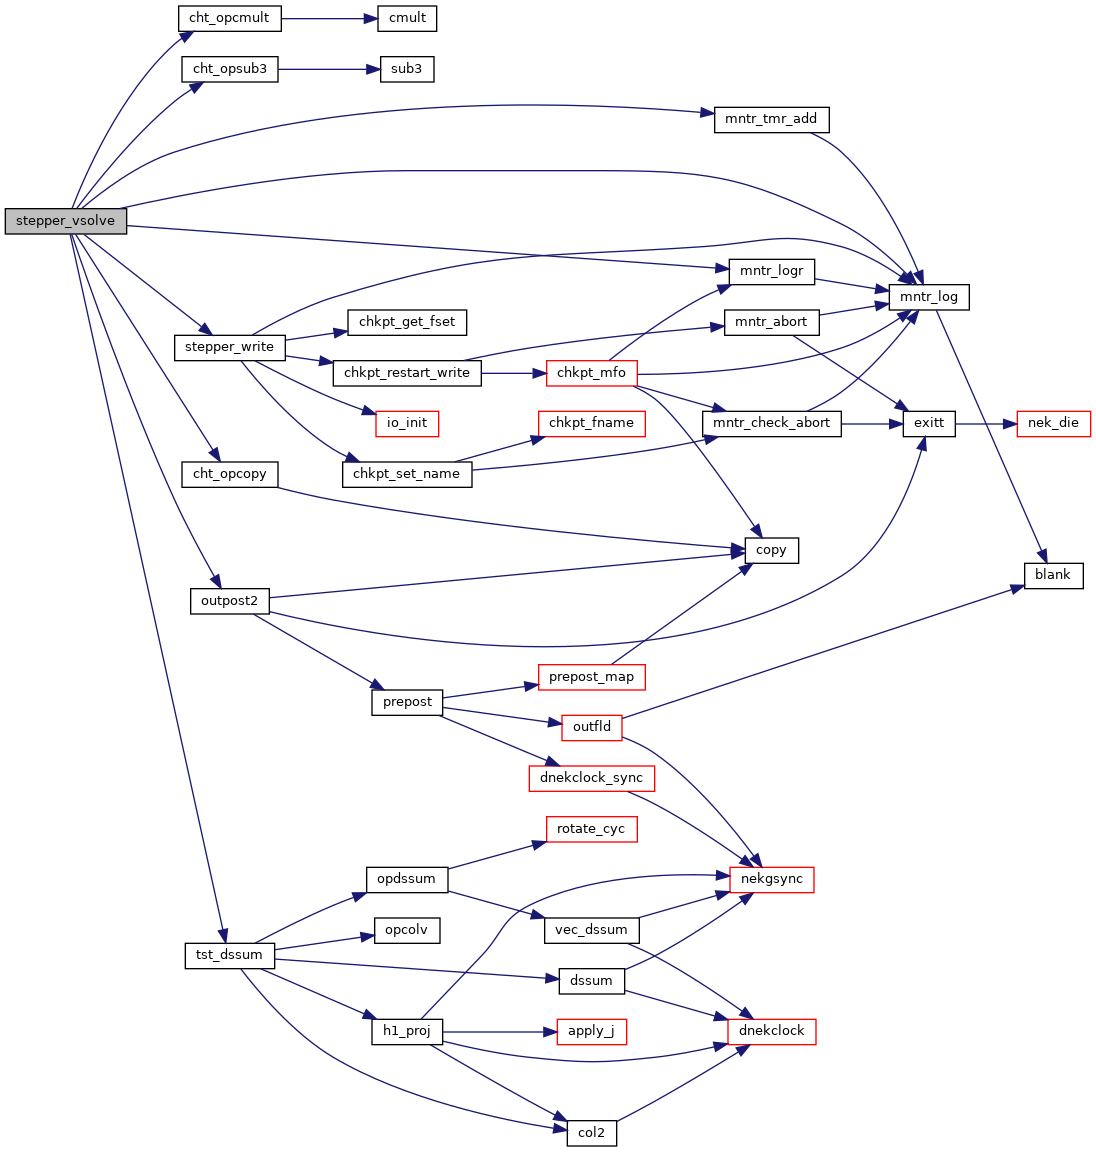 cht_opcmult
cmult
cht_opsub3
sub3
mntr_tmr_add
stepper_vsolve
mntr_logr
mntr_log
chkpt_get_fset
mntr_abort
stepper_write
chkpt_restart_write
chkpt_mfo
io_init
chkpt_fname
mntr_check_abort
exitt
nek_die
cht_opcopy
chkpt_set_name
copy
blank
outpost2
prepost_map
prepost
outfld
dnekclock_sync
rotate_cyc
opdssum
nekgsync
opcolv
vec_dssum
tst_dssum
dssum
h1_proj
apply_j
dnekclock
col2